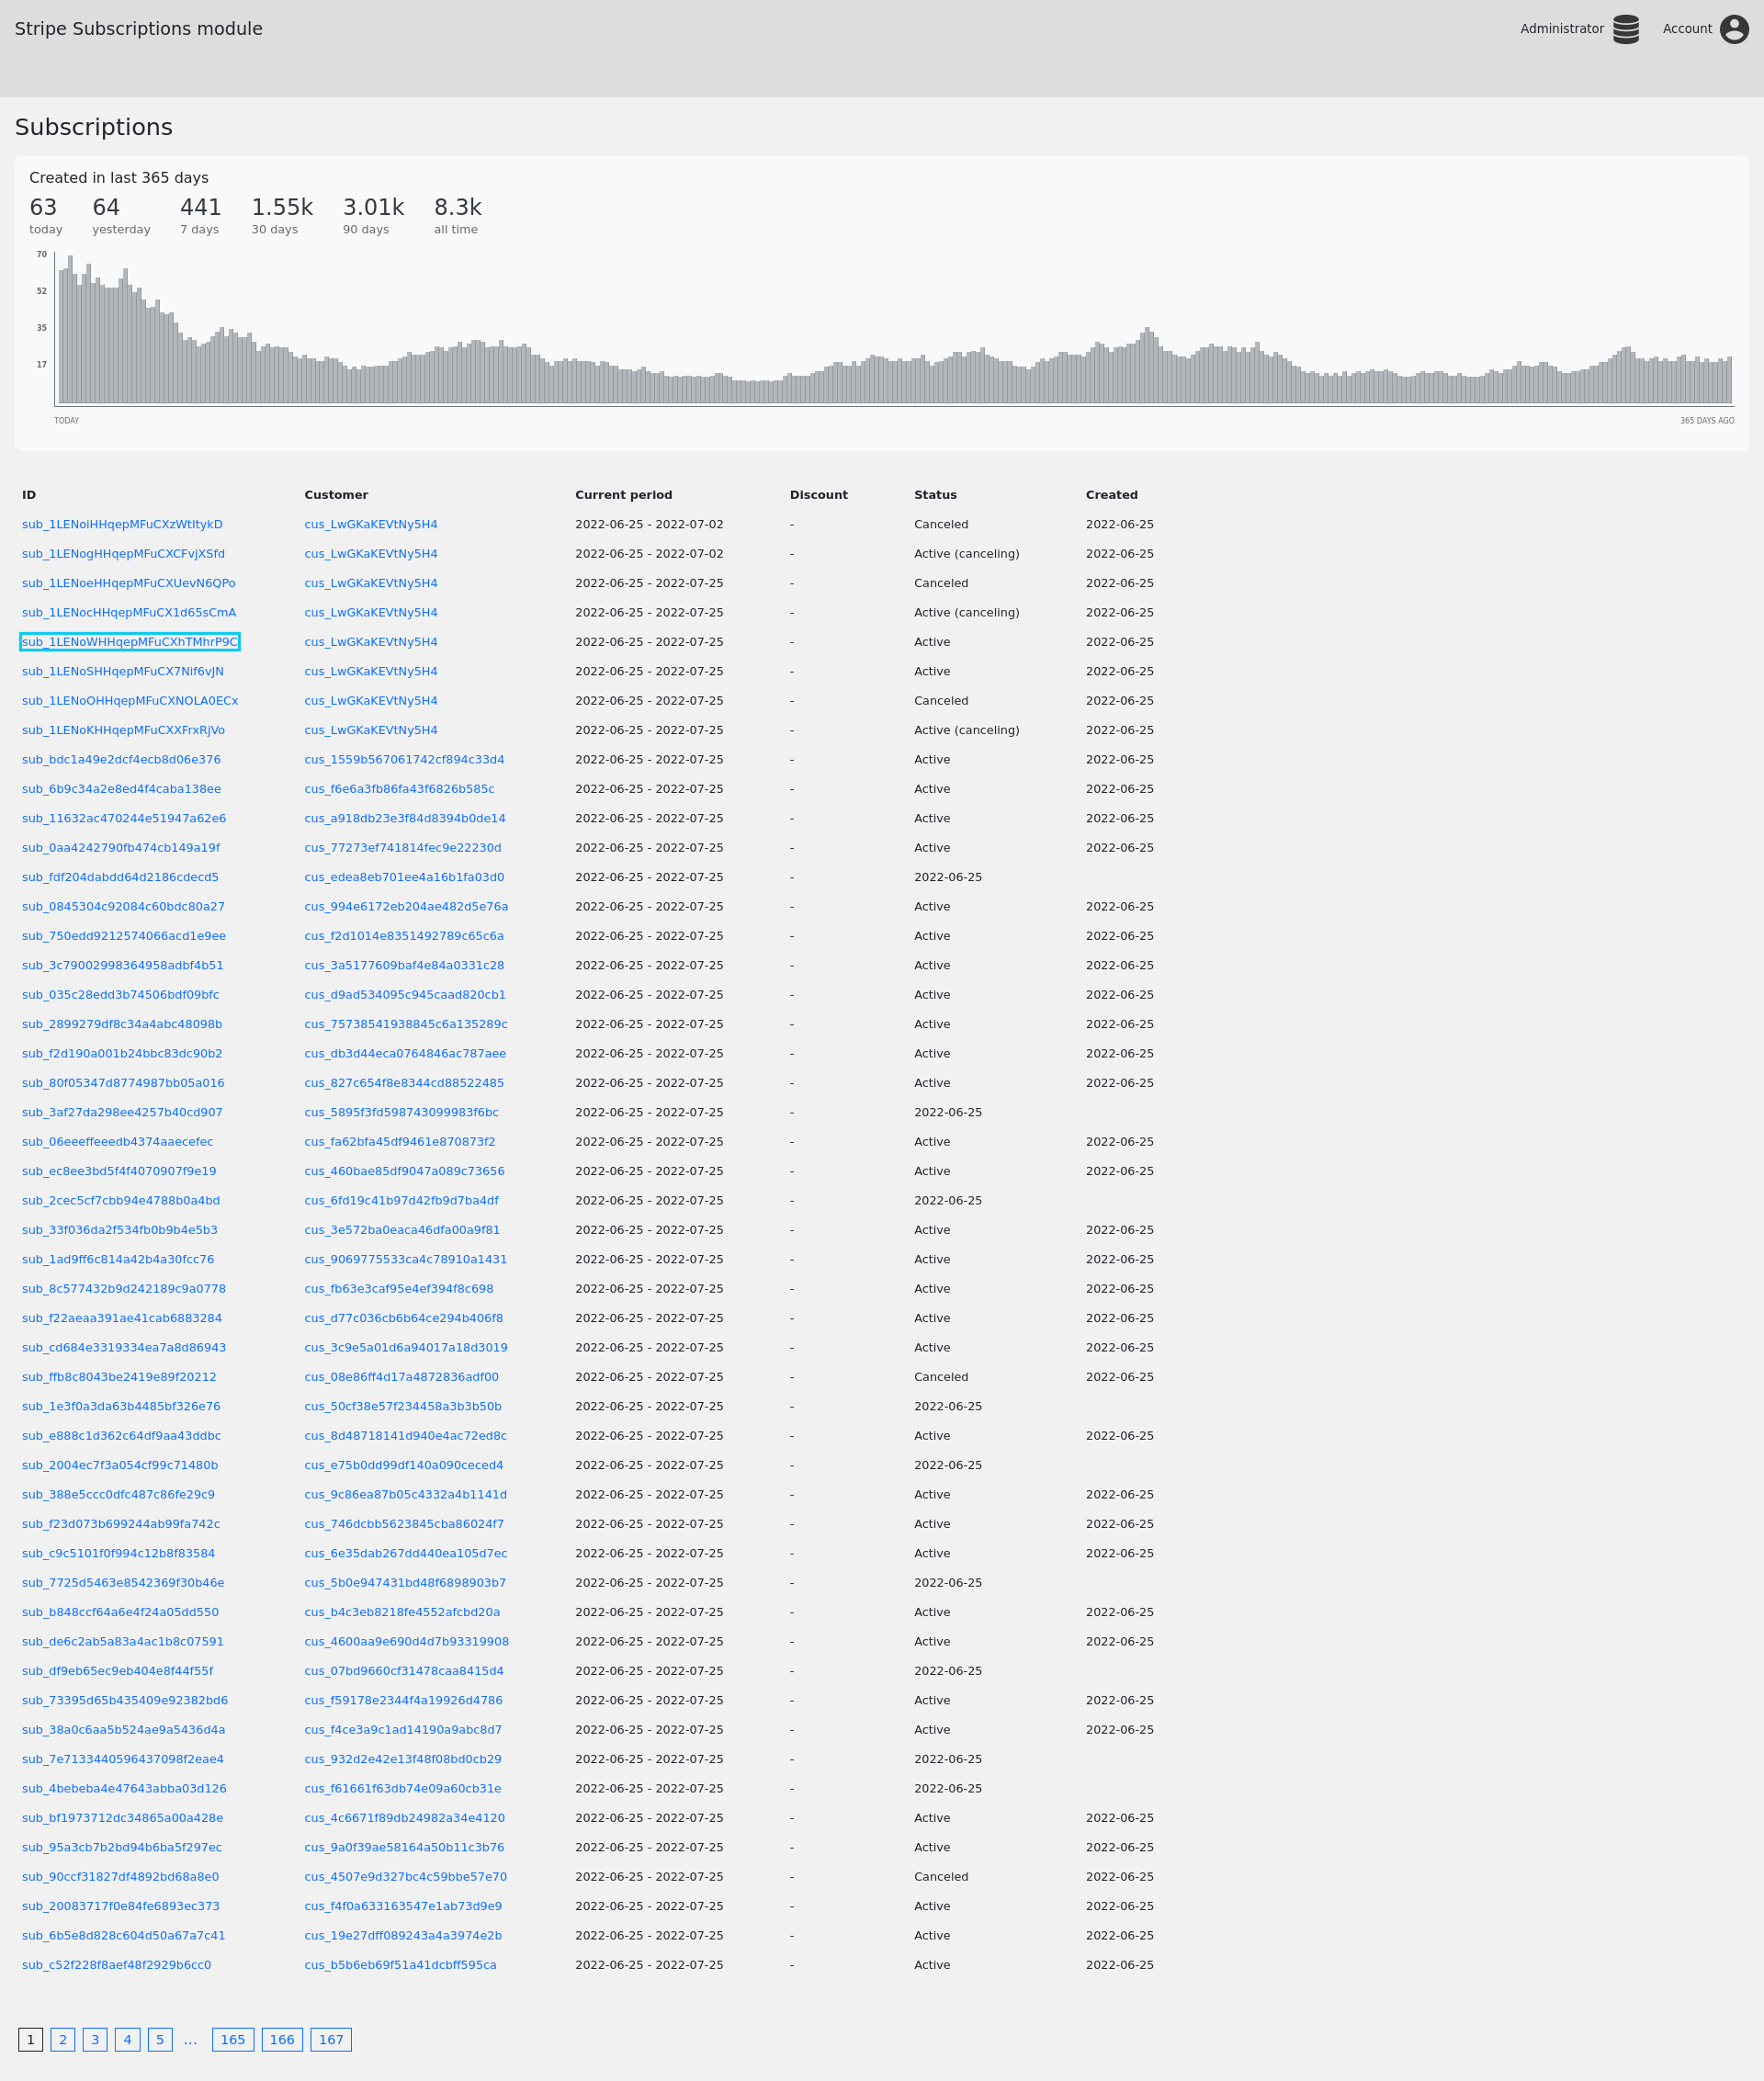 Stripe Subscriptions module
Administrator Account
Subscriptions
Created in last 365 days
63 64 441 1.55k 3.01k 8.3k
today yesterday 7 days 30 days 90 days all time
70
52
35
17
TODAY 365 DAYS AGO
ID Customer Current period Discount Status Created
sub_1LENoiHHqepMFuCXzWtItykD cus_LwGKaKEVtNy5H4 2022-06-25 - 2022-07-02 - Canceled 2022-06-25
sub_1LENogHHqepMFuCXCFvjXSfd cus_LwGKaKEVtNy5H4 2022-06-25 - 2022-07-02 - Active (canceling) 2022-06-25
sub_1LENoeHHqepMFuCXUevN6QPo cus_LwGKaKEVtNy5H4 2022-06-25 - 2022-07-25 - Canceled 2022-06-25
sub_1LENocHHqepMFuCX1d65sCmA cus_LwGKaKEVtNy5H4 2022-06-25 - 2022-07-25 - Active (canceling) 2022-06-25
sub_1LENoWHHqepMFuCXhTMhrP9C cus_LwGKaKEVtNy5H4 2022-06-25 - 2022-07-25 - Active 2022-06-25
sub_1LENoSHHqepMFuCX7Nif6vJN cus_LwGKaKEVtNy5H4 2022-06-25 - 2022-07-25 - Active 2022-06-25
sub_1LENoOHHqepMFuCXNOLA0ECx cus_LwGKaKEVtNy5H4 2022-06-25 - 2022-07-25 - Canceled 2022-06-25
sub_1LENoKHHqepMFuCXXFrxRjVo cus_LwGKaKEVtNy5H4 2022-06-25 - 2022-07-25 - Active (canceling) 2022-06-25
sub_bdc1a49e2dcf4ecb8d06e376 cus_1559b567061742cf894c33d4 2022-06-25 - 2022-07-25 - Active 2022-06-25
sub_6b9c34a2e8ed4f4caba138ee cus_f6e6a3fb86fa43f6826b585c 2022-06-25 - 2022-07-25 - Active 2022-06-25
sub_11632ac470244e51947a62e6 cus_a918db23e3f84d8394b0de14 2022-06-25 - 2022-07-25 - Active 2022-06-25
sub_0aa4242790fb474cb149a19f cus_77273ef741814fec9e22230d 2022-06-25 - 2022-07-25 - Active 2022-06-25
sub_fdf204dabdd64d2186cdecd5 cus_edea8eb701ee4a16b1fa03d0 2022-06-25 - 2022-07-25 - 2022-06-25
sub_0845304c92084c60bdc80a27 cus_994e6172eb204ae482d5e76a 2022-06-25 - 2022-07-25 - Active 2022-06-25
sub_750edd9212574066acd1e9ee cus_f2d1014e8351492789c65c6a 2022-06-25 - 2022-07-25 - Active 2022-06-25
sub_3c79002998364958adbf4b51 cus_3a5177609baf4e84a0331c28 2022-06-25 - 2022-07-25 - Active 2022-06-25
sub_035c28edd3b74506bdf09bfc cus_d9ad534095c945caad820cb1 2022-06-25 - 2022-07-25 - Active 2022-06-25
sub_2899279df8c34a4abc48098b cus_75738541938845c6a135289c 2022-06-25 - 2022-07-25 - Active 2022-06-25
sub_f2d190a001b24bbc83dc90b2 cus_db3d44eca0764846ac787aee 2022-06-25 - 2022-07-25 - Active 2022-06-25
sub_80f05347d8774987bb05a016 cus_827c654f8e8344cd88522485 2022-06-25 - 2022-07-25 - Active 2022-06-25
sub_3af27da298ee4257b40cd907 cus_5895f3fd598743099983f6bc 2022-06-25 - 2022-07-25 - 2022-06-25
sub_06eeeffeeedb4374aaecefec cus_fa62bfa45df9461e870873f2 2022-06-25 - 2022-07-25 - Active 2022-06-25
sub_ec8ee3bd5f4f4070907f9e19 cus_460bae85df9047a089c73656 2022-06-25 - 2022-07-25 - Active 2022-06-25
sub_2cec5cf7cbb94e4788b0a4bd cus_6fd19c41b97d42fb9d7ba4df 2022-06-25 - 2022-07-25 - 2022-06-25
sub_33f036da2f534fb0b9b4e5b3 cus_3e572ba0eaca46dfa00a9f81 2022-06-25 - 2022-07-25 - Active 2022-06-25
sub_1ad9ff6c814a42b4a30fcc76 cus_9069775533ca4c78910a1431 2022-06-25 - 2022-07-25 - Active 2022-06-25
sub_8c577432b9d242189c9a0778 cus_fb63e3caf95e4ef394f8c698 2022-06-25 - 2022-07-25 - Active 2022-06-25
sub_f22aeaa391ae41cab6883284 cus_d77c036cb6b64ce294b406f8 2022-06-25 - 2022-07-25 - Active 2022-06-25
sub_cd684e3319334ea7a8d86943 cus_3c9e5a01d6a94017a18d3019 2022-06-25 - 2022-07-25 - Active 2022-06-25
sub_ffb8c8043be2419e89f20212 cus_08e86ff4d17a4872836adf00 2022-06-25 - 2022-07-25 - Canceled 2022-06-25
sub_1e3f0a3da63b4485bf326e76 cus_50cf38e57f234458a3b3b50b 2022-06-25 - 2022-07-25 - 2022-06-25
sub_e888c1d362c64df9aa43ddbc cus_8d48718141d940e4ac72ed8c 2022-06-25 - 2022-07-25 - Active 2022-06-25
sub_2004ec7f3a054cf99c71480b cus_e75b0dd99df140a090ceced4 2022-06-25 - 2022-07-25 - 2022-06-25
sub_388e5ccc0dfc487c86fe29c9 cus_9c86ea87b05c4332a4b1141d 2022-06-25 - 2022-07-25 - Active 2022-06-25
sub_f23d073b699244ab99fa742c cus_746dcbb5623845cba86024f7 2022-06-25 - 2022-07-25 - Active 2022-06-25
sub_c9c5101f0f994c12b8f83584 cus_6e35dab267dd440ea105d7ec 2022-06-25 - 2022-07-25 - Active 2022-06-25
sub_7725d5463e8542369f30b46e cus_5b0e947431bd48f6898903b7 2022-06-25 - 2022-07-25 - 2022-06-25
sub_b848ccf64a6e4f24a05dd550 cus_b4c3eb8218fe4552afcbd20a 2022-06-25 - 2022-07-25 - Active 2022-06-25
sub_de6c2ab5a83a4ac1b8c07591 cus_4600aa9e690d4d7b93319908 2022-06-25 - 2022-07-25 - Active 2022-06-25
sub_df9eb65ec9eb404e8f44f55f cus_07bd9660cf31478caa8415d4 2022-06-25 - 2022-07-25 - 2022-06-25
sub_73395d65b435409e92382bd6 cus_f59178e2344f4a19926d4786 2022-06-25 - 2022-07-25 - Active 2022-06-25
sub_38a0c6aa5b524ae9a5436d4a cus_f4ce3a9c1ad14190a9abc8d7 2022-06-25 - 2022-07-25 - Active 2022-06-25
sub_7e7133440596437098f2eae4 cus_932d2e42e13f48f08bd0cb29 2022-06-25 - 2022-07-25 - 2022-06-25
sub_4bebeba4e47643abba03d126 cus_f61661f63db74e09a60cb31e 2022-06-25 - 2022-07-25 - 2022-06-25
sub_bf1973712dc34865a00a428e cus_4c6671f89db24982a34e4120 2022-06-25 - 2022-07-25 - Active 2022-06-25
sub_95a3cb7b2bd94b6ba5f297ec cus_9a0f39ae58164a50b11c3b76 2022-06-25 - 2022-07-25 - Active 2022-06-25
sub_90ccf31827df4892bd68a8e0 cus_4507e9d327bc4c59bbe57e70 2022-06-25 - 2022-07-25 - Canceled 2022-06-25
sub_20083717f0e84fe6893ec373 cus_f4f0a633163547e1ab73d9e9 2022-06-25 - 2022-07-25 - Active 2022-06-25
sub_6b5e8d828c604d50a67a7c41 cus_19e27dff089243a4a3974e2b 2022-06-25 - 2022-07-25 - Active 2022-06-25
sub_c52f228f8aef48f2929b6cc0 cus_b5b6eb69f51a41dcbff595ca 2022-06-25 - 2022-07-25 - Active 2022-06-25
1 2 3 4 5 ... 165 166 167